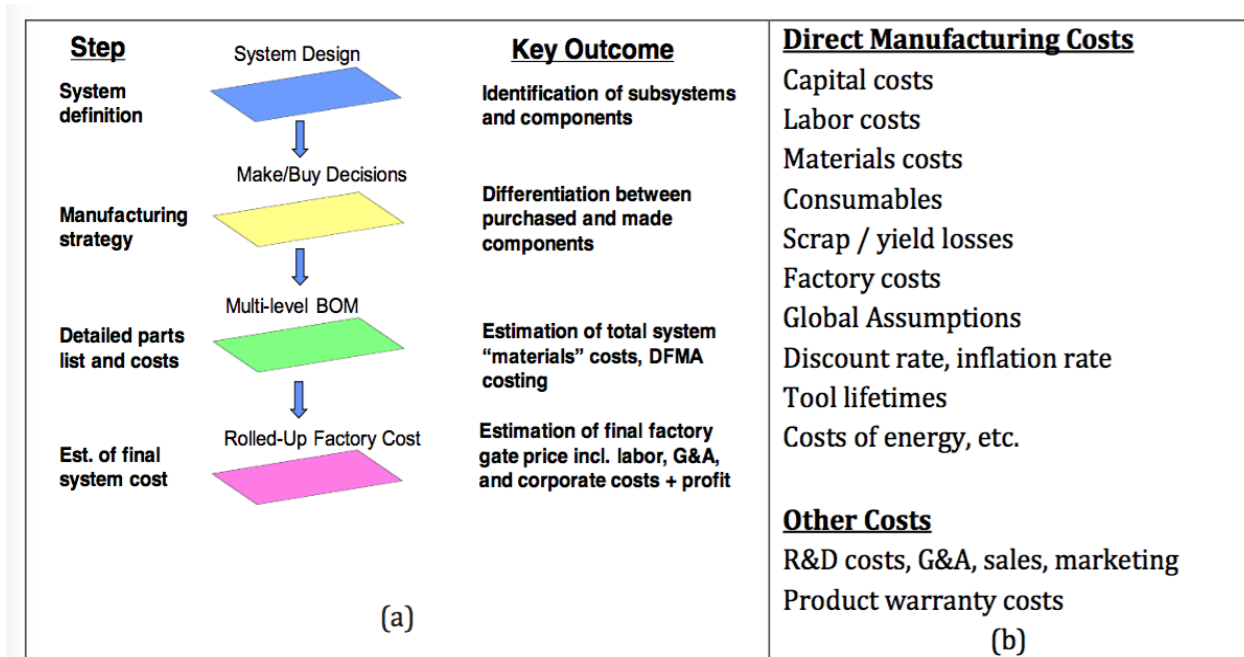 Step
System Design
Key Outcome
System
definition
Identification of subsystems
and components
Make/Buy Decisions
Manufacturing
strategy
Differentiation between
purchased and made
components
Multi-level BOM
Detailed parts
list and costs
Estimation of total system
“materials” costs, DFMA
costing
Rolled-Up Factory Cost
Est. of final
system cost
Estimation of final factory
gate price incl. labor, G&A,
and corporate costs + profit
(a)
Direct Manufacturing Costs
Capital costs
Labor costs
Materials costs
Consumables
Scrap / yield losses
Factory costs
Global Assumptions
Discount rate, inflation rate
Tool lifetimes
Costs of energy, etc.
Other Costs
R&D costs, G&A, sales, marketing
Product warranty costs
(b)